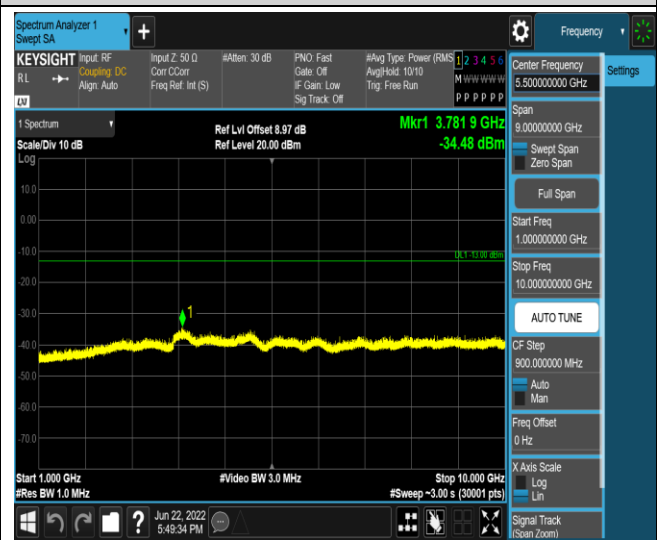 Spectrum Analyzer 1
Swept SA
Frequency
KEYSIGHT
RL
LXI
Input: RF
Coupling: DC
Align: Auto
Input Z: 50 Ω
Corr CCorr
Freq Ref: Int (S)
#Atten: 30 dB
PNO: Fast
Gate: Off
IF Gain: Low
Sig Track: Off
#Avg Type: Power (RMS
Avg|Hold: 10/10
Trig: Free Run
1 2 3 4 5 6
M W W W W W
P P P P P P
1 Spectrum
Scale/Div 10 dB
Log
Ref Lvl Offset 8.97 dB
Ref Level 20.00 dBm
Mkr1 3.781 9 GHz
-34.48 dBm
10.0
0.00
-10.0
DL1 -13.00 dBm
-20.0
-30.0
1
-40.0
-50.0
-60.0
-70.0
Start 1.000 GHz
#Res BW 1.0 MHz
#Video BW 3.0 MHz
Stop 10.000 GHz
#Sweep ~3.00 s (30001 pts)
?
Jun 22, 2022
5:49:34 PM
Center Frequency
5.500000000 GHz
Span
9.00000000 GHz
Swept Span
Zero Span
Full Span
Start Freq
1.000000000 GHz
Stop Freq
10.000000000 GHz
AUTO TUNE
CF Step
900.000000 MHz
Auto
Man
Freq Offset
0 Hz
X Axis Scale
Log
Lin
Signal Track
(Span Zoom)
Settings